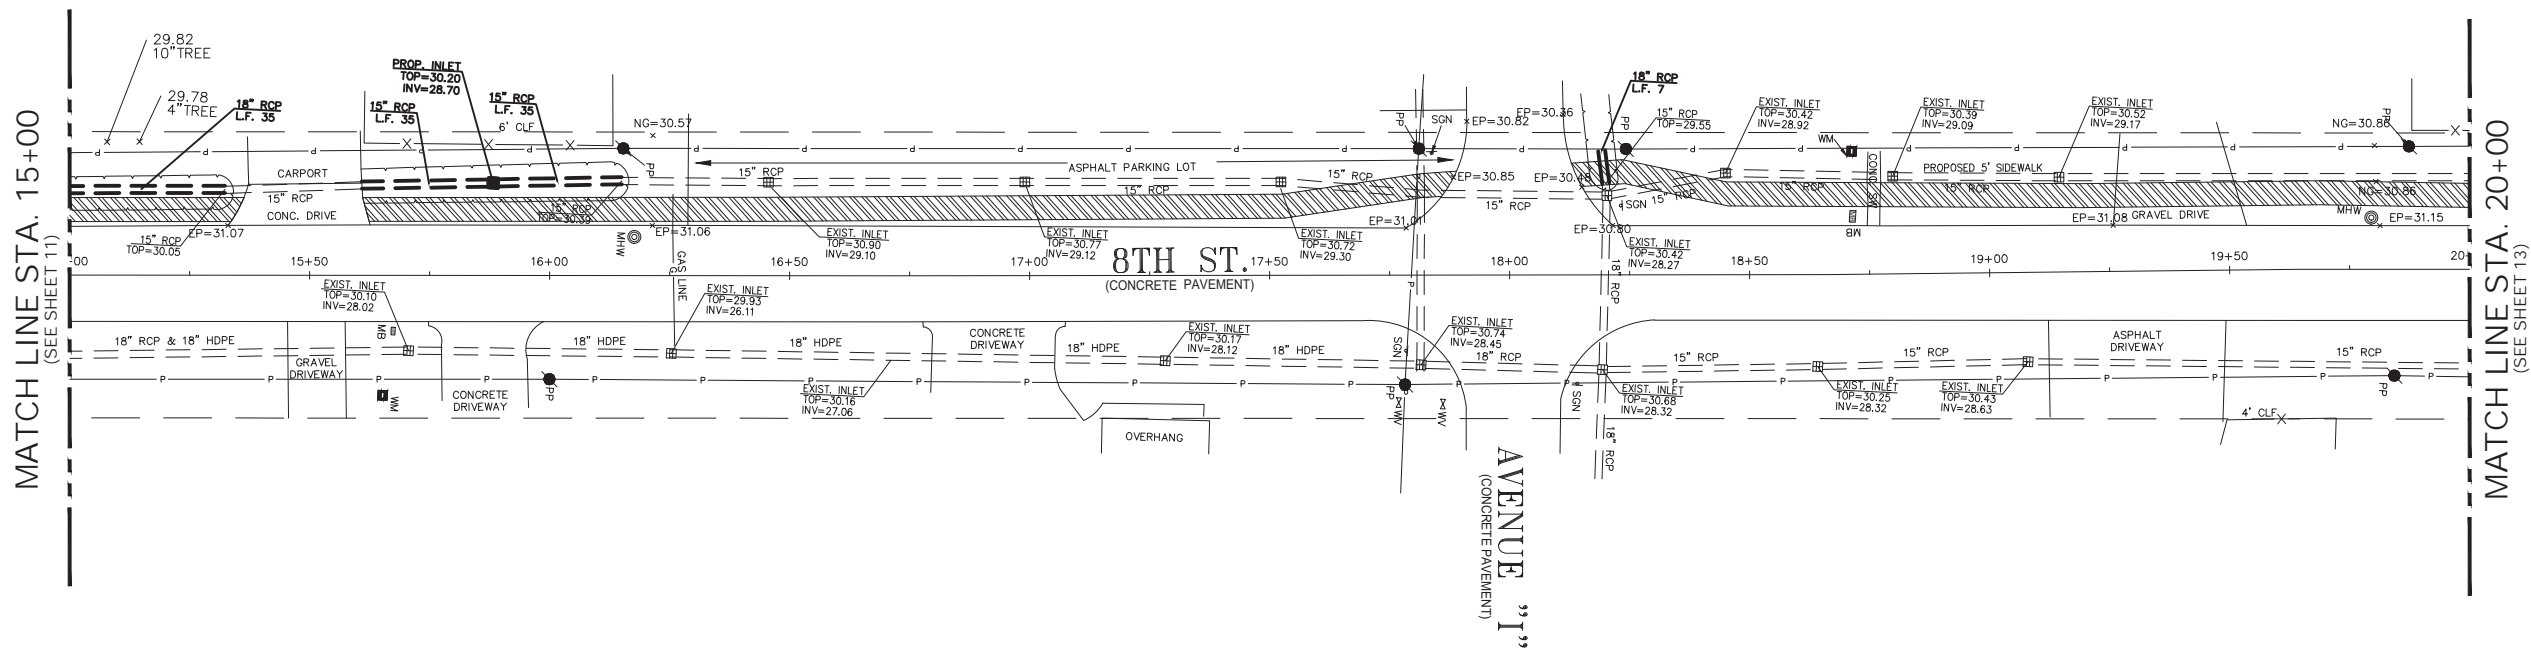 MATCH LINE STA. 15+00
(SEE SHEET 11)
29.82
10"TREE
29.78
4"TREE
18" RCP
L.F. 35
PROP. INLET
TOP=30.20
INV=28.70
15" RCP
L.F. 35
15" RCP
L.F. 35
6' CLF
NG=30.57
PP
CARPORT
15" RCP
CONC. DRIVE
15" RCP
TOP=30.05
EP=31.07
15" RCP
TOP=30.39
MHW
EP=31.06
15" RCP
ASPHALT PARKING LOT
15" RCP
15" RCP
EXIST. INLET
TOP=30.90
INV=29.10
EXIST. INLET
TOP=30.77
INV=29.12
EXIST. INLET
TOP=30.72
INV=29.30
PP
SGN
EP=30.82
EP=30.85
EP=31.01
15" RCP
EP=30.36
EP=30.48
EP=30.80
18" RCP
L.F. 7
PP
15" RCP
TOP=29.55
SGN
15" RCP
EXIST. INLET
TOP=30.42
INV=28.27
EXIST. INLET
TOP=30.42
INV=28.92
WM
CONC. SW
MB
EXIST. INLET
TOP=30.39
INV=29.09
EXIST. INLET
TOP=30.52
INV=29.17
PROPOSED 5' SIDEWALK
15" RCP
15" RCP
NG=30.86
PP
NG=30.86
EP=31.08
GRAVEL DRIVE
MHW
EP=31.15
00
15+50
16+00
16+50
17+00
17+50
18+00
18+50
19+00
19+50
20
8TH ST.
(CONCRETE PAVEMENT)
GAS LINE
G
18" RCP
EXIST. INLET
TOP=30.10
INV=28.02
EXIST. INLET
TOP=29.93
INV=26.11
18" RCP & 18" HDPE
GRAVEL
DRIVEWAY
MB
WM
CONCRETE
DRIVEWAY
18" HDPE
PP
18" HDPE
EXIST. INLET
TOP=30.16
INV=27.06
CONCRETE
DRIVEWAY
18" HDPE
EXIST. INLET
TOP=30.17
INV=28.12
18" HDPE
OVERHANG
SGN
PP
WV
WV
EXIST. INLET
TOP=30.74
INV=28.45
18" RCP
SGN
18" RCP
EXIST. INLET
TOP=30.68
INV=28.32
15" RCP
EXIST. INLET
TOP=30.25
INV=28.32
15" RCP
EXIST. INLET
TOP=30.43
INV=28.63
ASPHALT
DRIVEWAY
15" RCP
PP
4' CLF
AVENUE "I"
(CONCRETE PAVEMENT)
MATCH LINE STA. 20+00
(SEE SHEET 13)